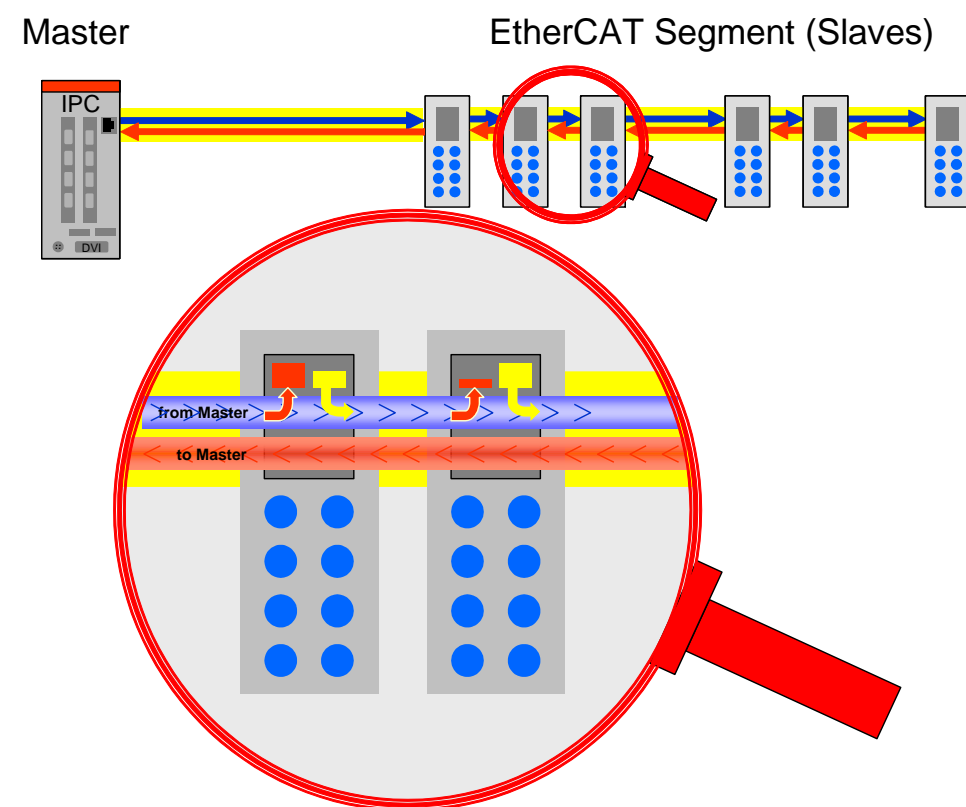 Master
EtherCAT Segment (Slaves)
IPC
DVI
from Master
to Master